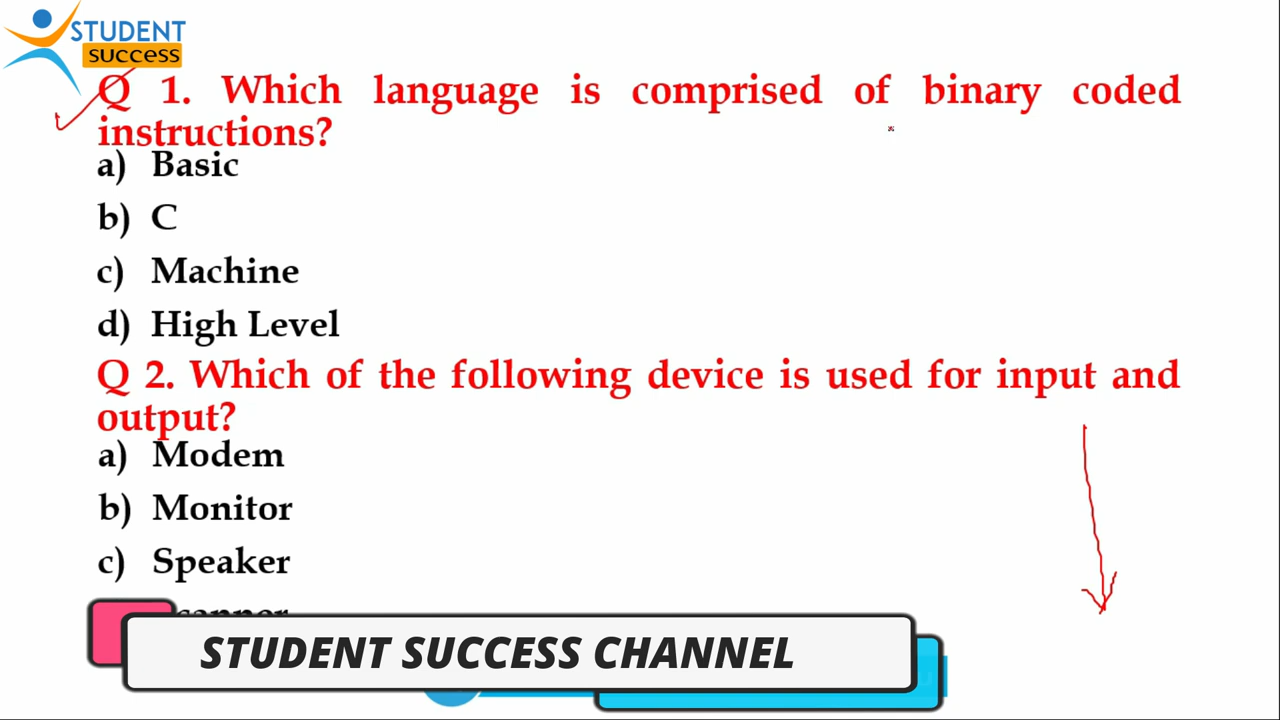 STUDENT
SUCCESS
Q 1. Which language is comprised of binary coded
instructions?
a) Basic
b) C
c) Machine
d) High Level
Q 2. Which of the following device is used for input and
output?
a) Modem
b) Monitor
c) Speaker
STUDENT SUCCESS CHANNEL